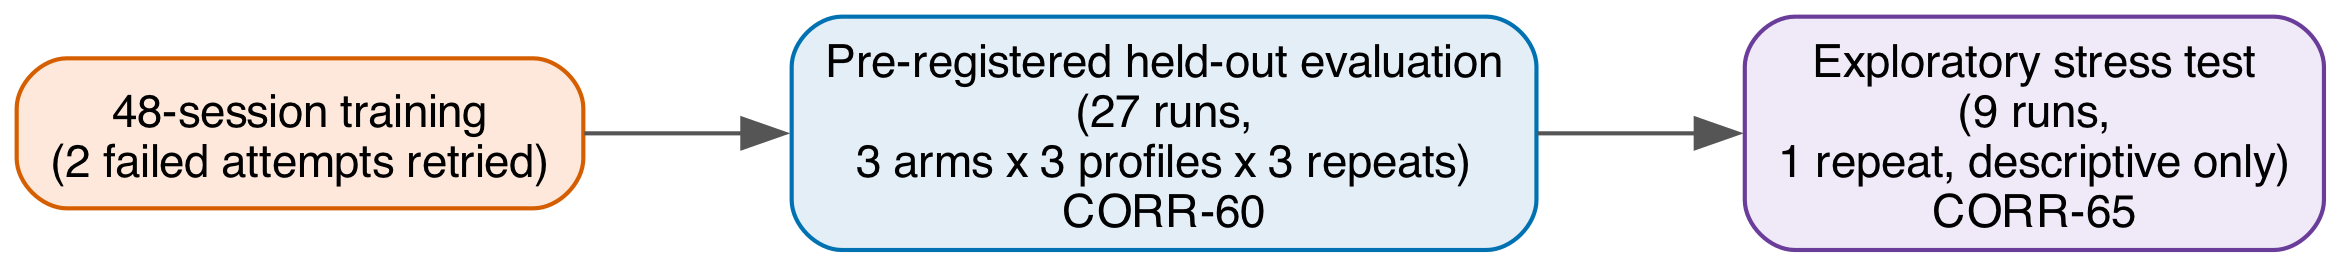 48-session training
(2 failed attempts retried)
Pre-registered held-out evaluation
(27 runs,
3 arms x 3 profiles x 3 repeats)
CORR-60
Exploratory stress test
(9 runs,
1 repeat, descriptive only)
CORR-65